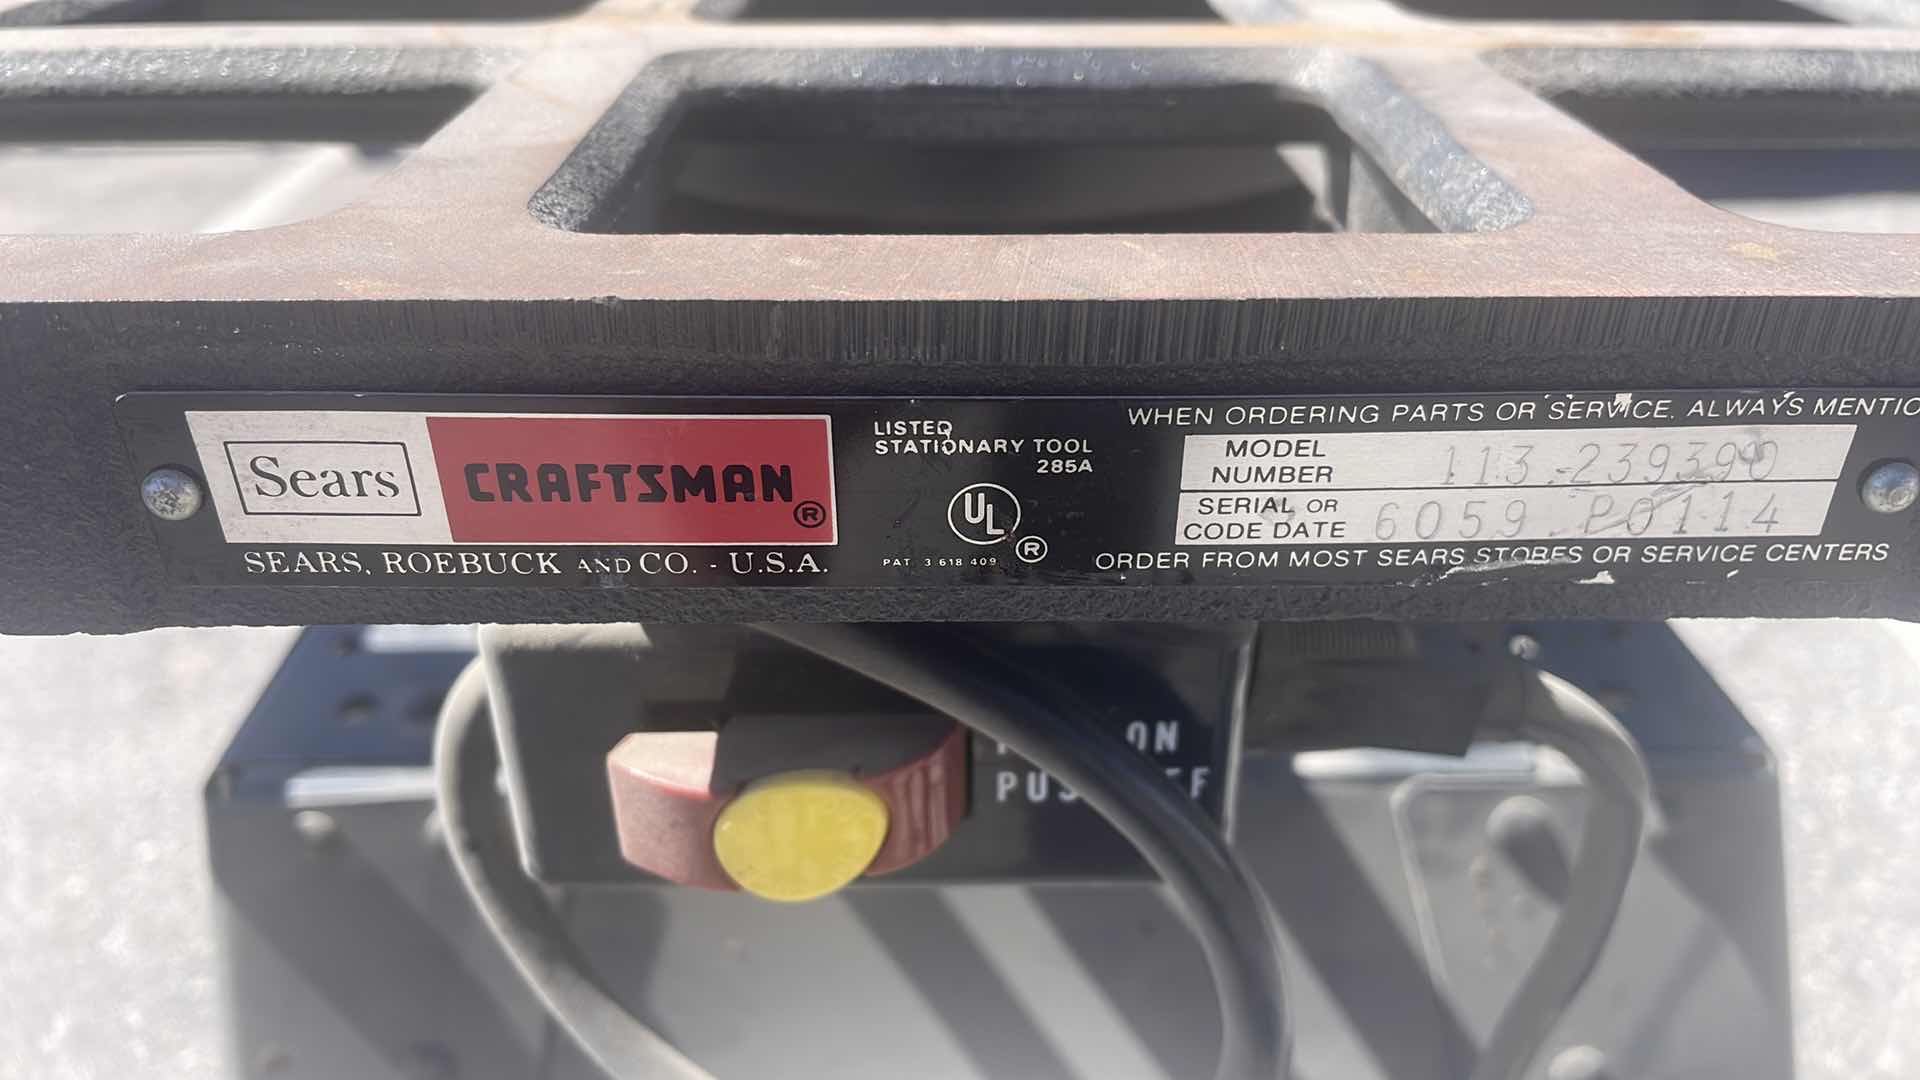 Sears
CRAFTSMAN®
SEARS, ROEBUCK AND CO. - U.S.A.
LISTED
STATIONARY TOOL
285A
UL®
PAT 3 618 409
WHEN ORDERING PARTS OR SERVICE, ALWAYS MENTIO
MODEL NUMBER 113.239390
SERIAL OR CODE DATE 6059 P0114
ORDER FROM MOST SEARS STORES OR SERVICE CENTERS
ON